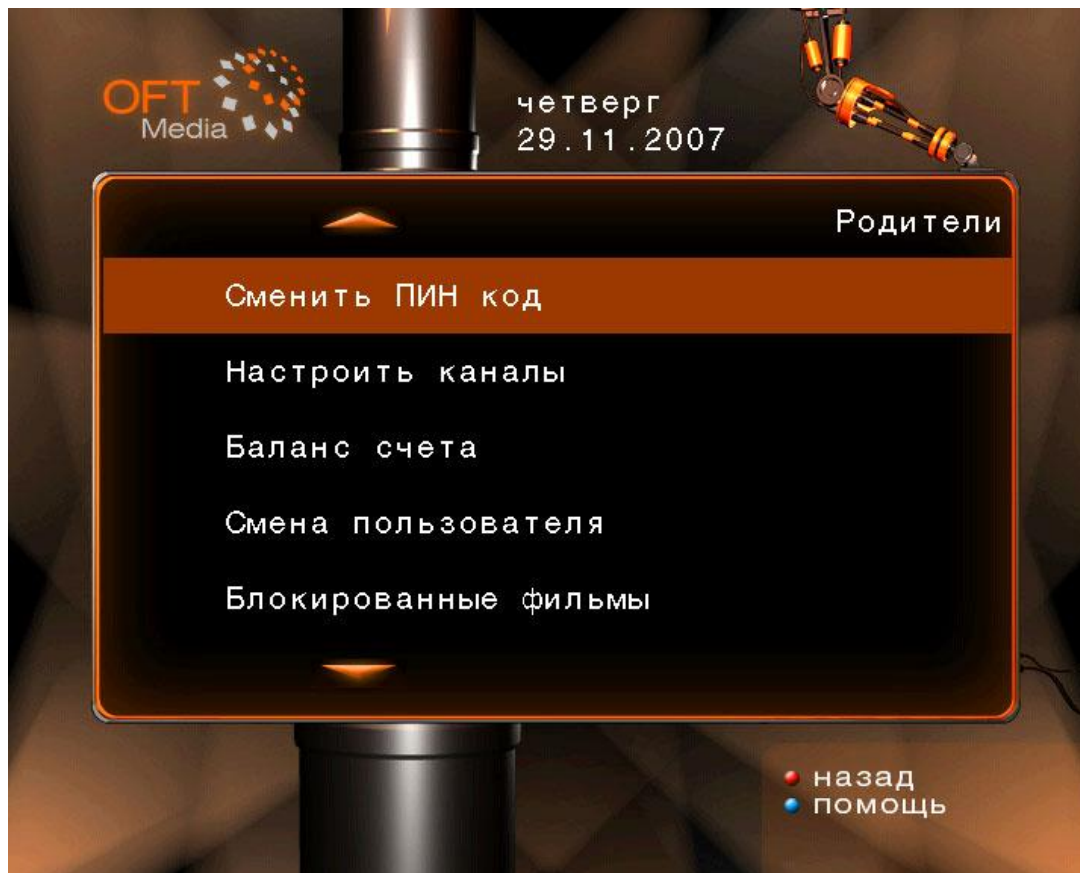 OFT
Media
четверг
29.11.2007
Родители
Сменить ПИН код
Настроить каналы
Баланс счета
Смена пользователя
Блокированные фильмы
назад
помощь